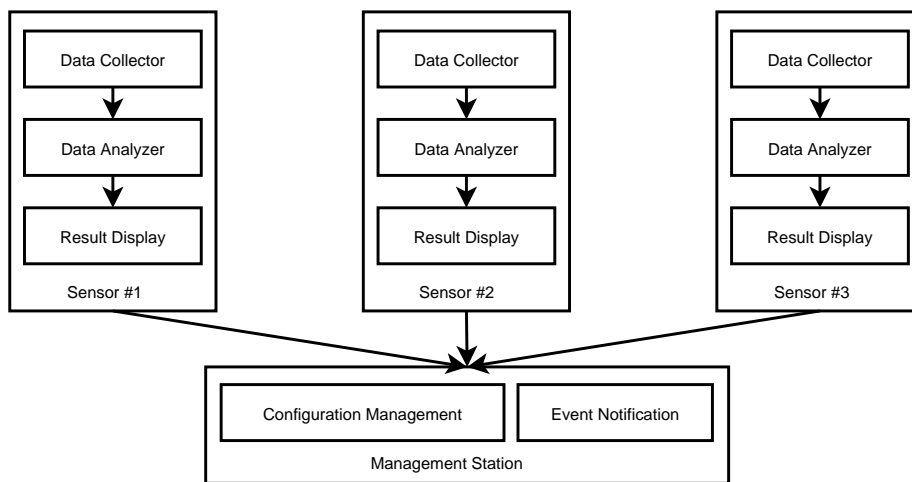 Data Collector
Data Analyzer
Result Display
Sensor #1
Data Collector
Data Analyzer
Result Display
Sensor #2
Data Collector
Data Analyzer
Result Display
Sensor #3
Configuration Management
Event Notification
Management Station